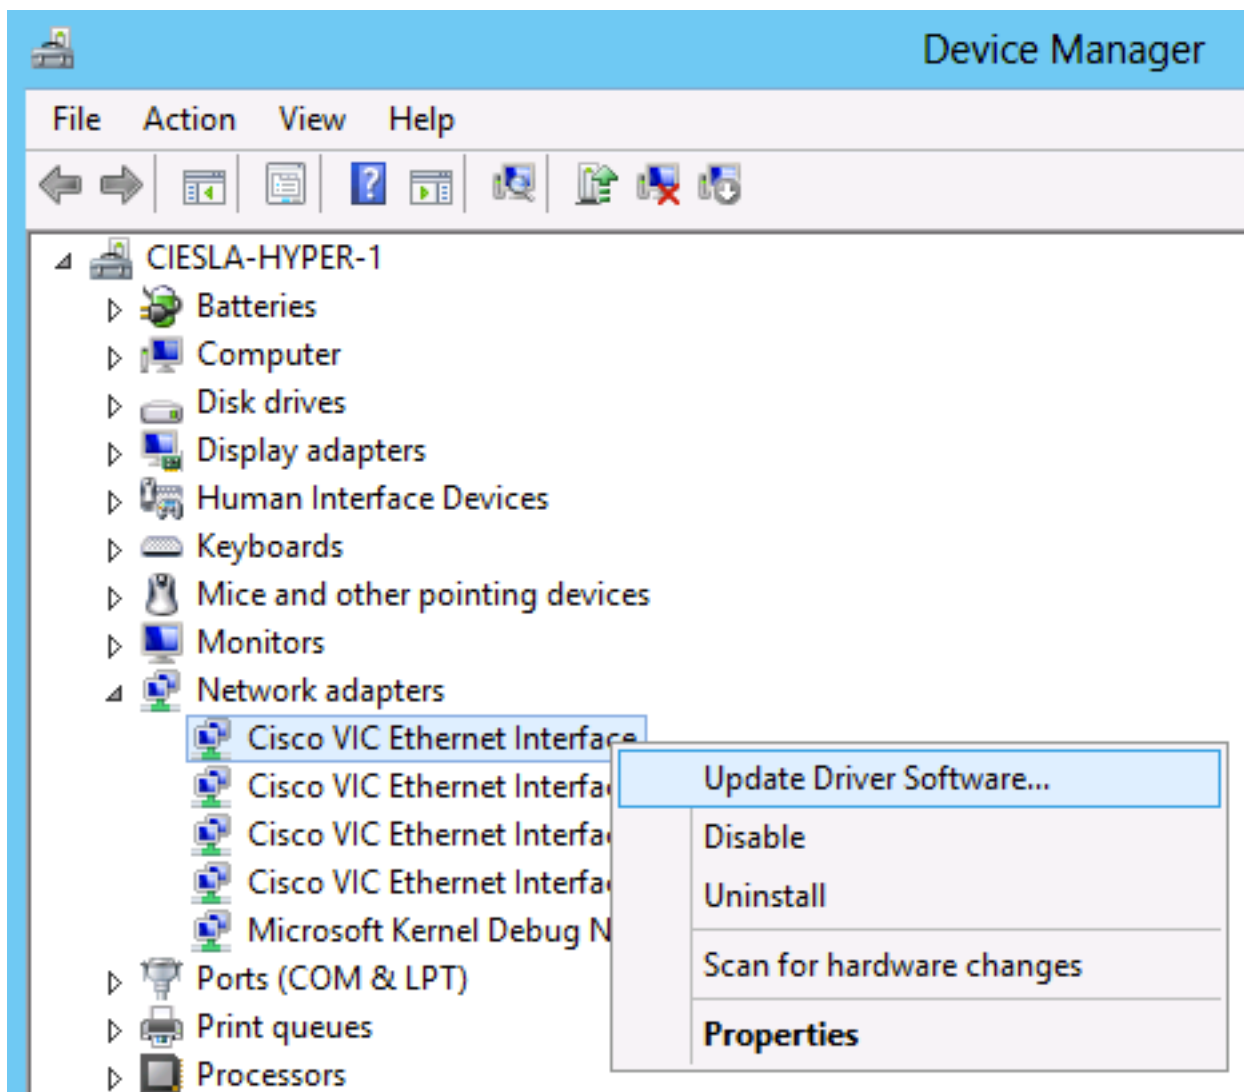 Device Manager
File Action View Help
CIESLA-HYPER-1
Batteries
Computer
Disk drives
Display adapters
Human Interface Devices
Keyboards
Mice and other pointing devices
Monitors
Network adapters
Cisco VIC Ethernet Interface
Update Driver Software...
Cisco VIC Ethernet Interfa
Disable
Cisco VIC Ethernet Interfa
Uninstall
Cisco VIC Ethernet Interfa
Microsoft Kernel Debug N
Scan for hardware changes
Ports (COM & LPT)
Print queues
Properties
Processors